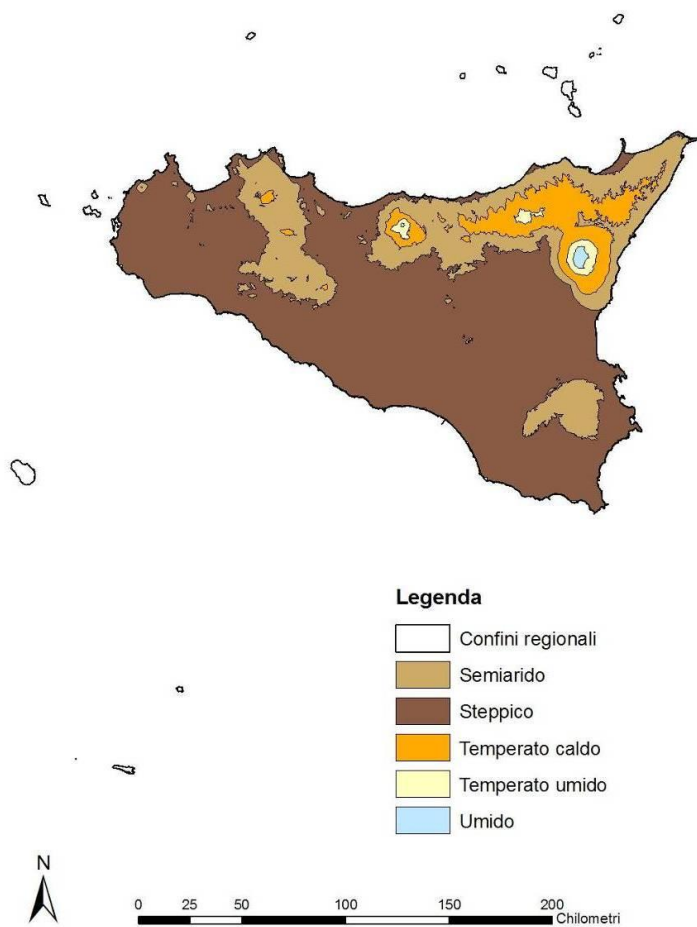 Legenda
Confini regionali
Semiarido
Steppico
Temperato caldo
Temperato umido
Umido
N
0 25 50 100 150 200
Chilometri